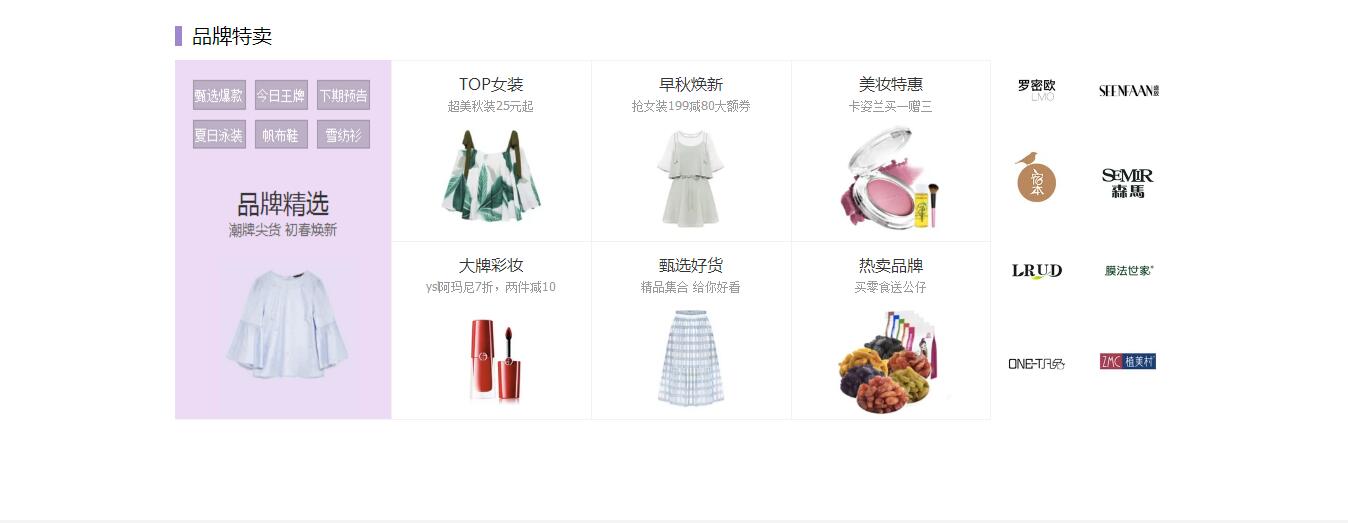 品牌特卖
甄选爆款 今日王牌 下期预告
夏日泳装 帆布鞋 雪纺衫
品牌精选
潮牌尖货 初春焕新
TOP女装
超美秋装25元起
早秋焕新
抢女装199减80大额券
美妆特惠
卡姿兰买一赠三
大牌彩妆
ysl阿玛尼7折，两件减10
甄选好货
精品集合 给你好看
热卖品牌
买零食送公仔
罗密欧
LMO
SEMIR
森馬
LRUD
膜法世家
ONE-T凡品
ZMC 植美村